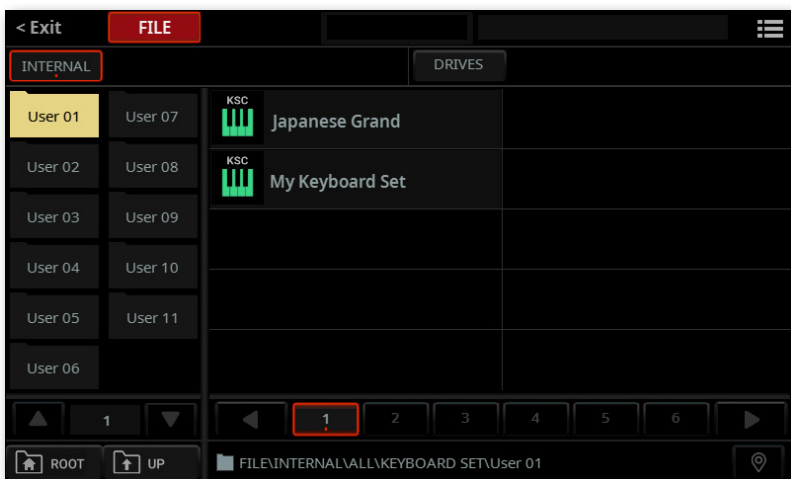 < Exit FILE
INTERNAL DRIVES
User 01 User 07
KSC
Japanese Grand
User 02 User 08
KSC
My Keyboard Set
User 03 User 09
User 04 User 10
User 05 User 11
User 06
1
1 2 3 4 5 6
ROOT UP
FILE\INTERNAL\ALL\KEYBOARD SET\User 01